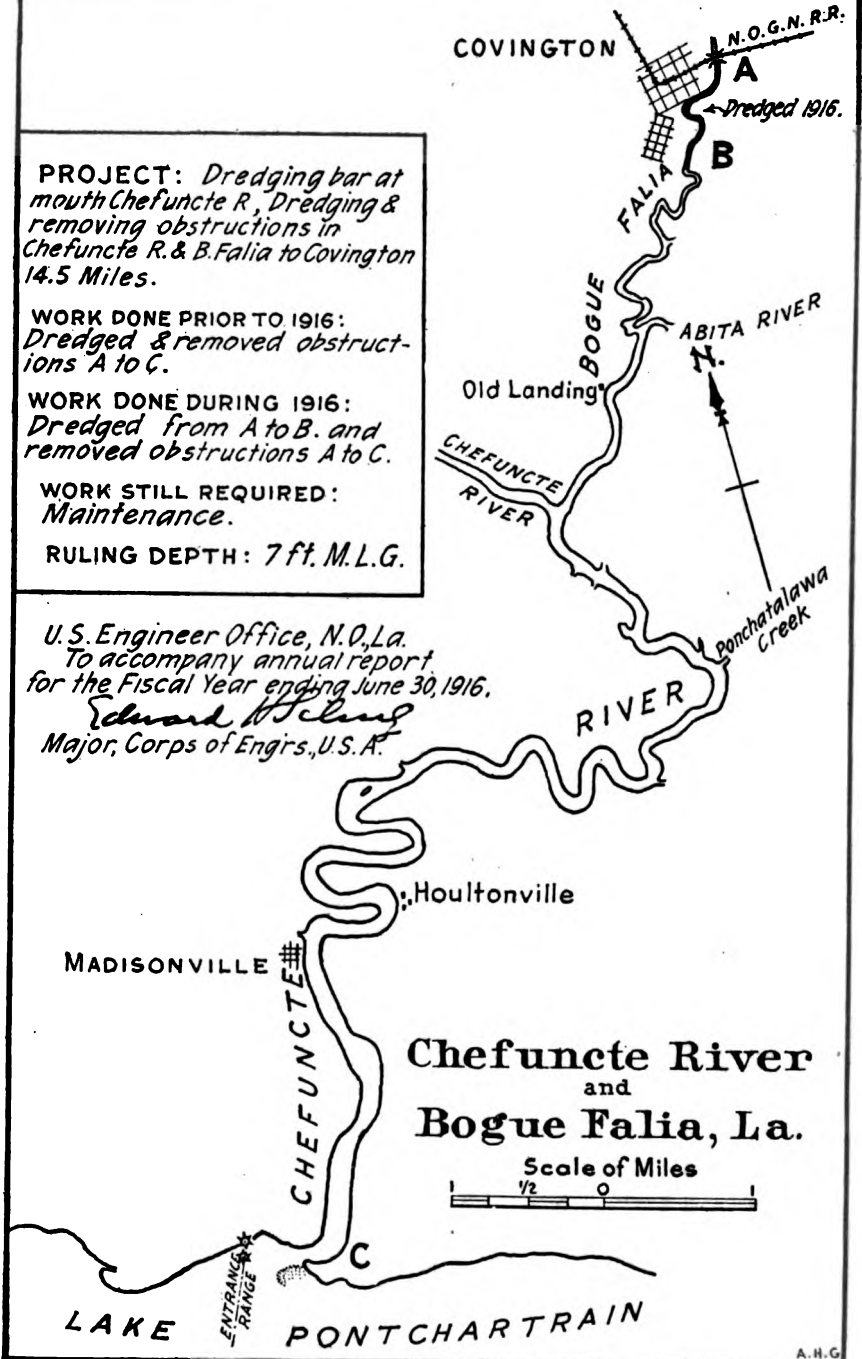 COVINGTON
N.O.G.N. R.R.
A
Dredged 1916.
B
FALIA
BOGUE
PROJECT: Dredging bar at
mouth Chefuncte R, Dredging &
removing obstructions in
Chefuncte R. & B. Falia to Covington
14.5 Miles.
WORK DONE PRIOR TO 1916:
Dredged & removed obstruct-
ions A to C.
WORK DONE DURING 1916:
Dredged from A to B. and
removed obstructions A to C.
WORK STILL REQUIRED:
Maintenance.
RULING DEPTH: 7 ft. M.L.G.
ABITA RIVER
N.
Old Landing
CHEFUNCTE
RIVER
Ponchatalawa
Creek
U.S. Engineer Office, N.O., La.
To accompany annual report
for the Fiscal Year ending June 30, 1916.
Edward
Major, Corps of Engrs., U.S.A.
RIVER
Houltonville
MADISONVILLE
CHEFUNCTE
Chefuncte River
and
Bogue Falia, La.
Scale of Miles
1 1/2 0 1
C
ENTRANCE
RANGE
LAKE PONTCHARTRAIN
A.H.G